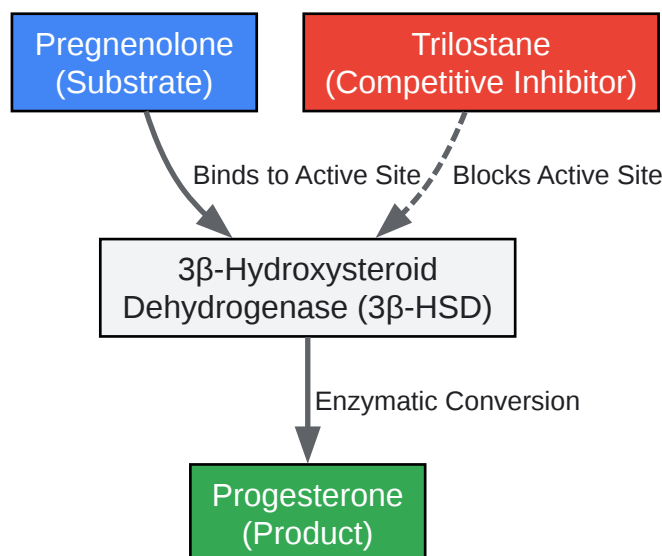 Pregnenolone
(Substrate)
Trilostane
(Competitive Inhibitor)
Binds to Active Site
Blocks Active Site
3β-Hydroxysteroid
Dehydrogenase (3β-HSD)
Enzymatic Conversion
Progesterone
(Product)